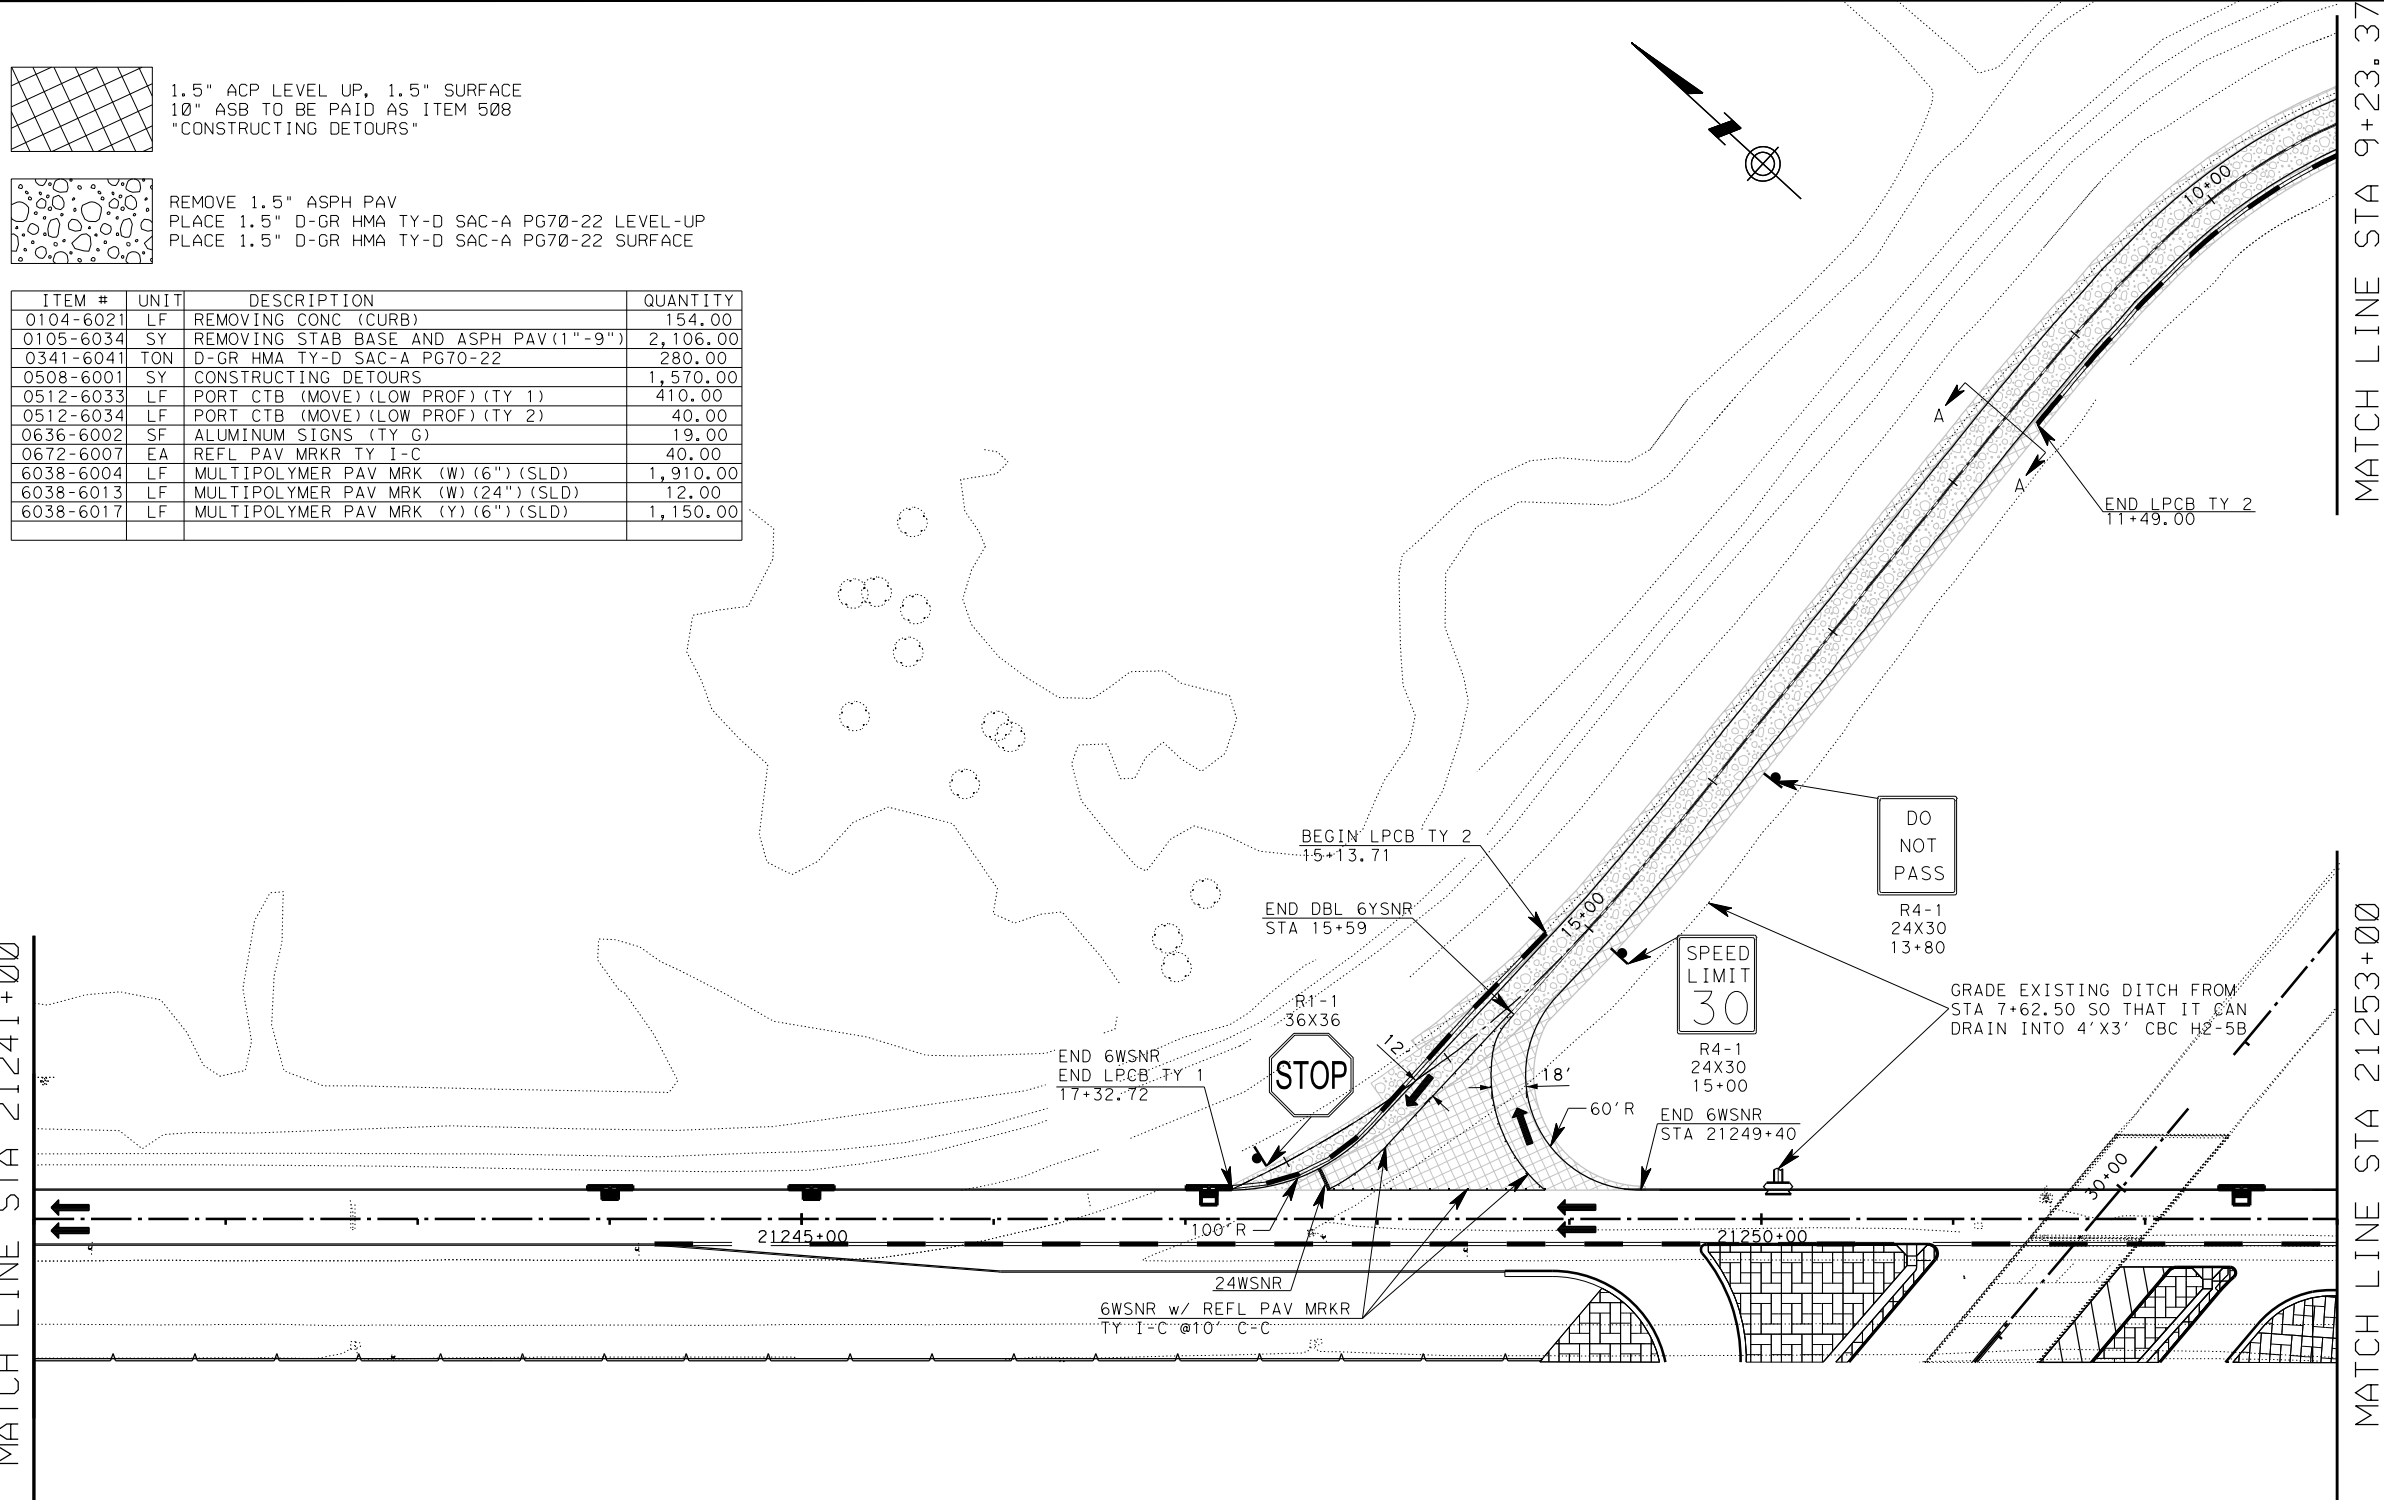 1.5" ACP LEVEL UP, 1.5" SURFACE
10" ASB TO BE PAID AS ITEM 508
"CONSTRUCTING DETOURS"
REMOVE 1.5" ASPH PAV
PLACE 1.5" D-GR HMA TY-D SAC-A PG70-22 LEVEL-UP
PLACE 1.5" D-GR HMA TY-D SAC-A PG70-22 SURFACE
ITEM # UNIT DESCRIPTION QUANTITY
0104-6021 LF REMOVING CONC (CURB) 154.00
0105-6034 SY REMOVING STAB BASE AND ASPH PAV(1"-9") 2,106.00
0341-6041 TON D-GR HMA TY-D SAC-A PG70-22 280.00
0508-6001 SY CONSTRUCTING DETOURS 1,570.00
0512-6033 LF PORT CTB (MOVE)(LOW PROF)(TY 1) 410.00
0512-6034 LF PORT CTB (MOVE)(LOW PROF)(TY 2) 40.00
0636-6002 SF ALUMINUM SIGNS (TY G) 19.00
0672-6007 EA REFL PAV MRKR TY I-C 40.00
6038-6004 LF MULTIPOLYMER PAV MRK (W)(6")(SLD) 1,910.00
6038-6013 LF MULTIPOLYMER PAV MRK (W)(24")(SLD) 12.00
6038-6017 LF MULTIPOLYMER PAV MRK (Y)(6")(SLD) 1,150.00
MATCH LINE STA 9+23.37
10+00
A
A
END LPCB TY 2
11+49.00
DO
NOT
PASS
R4-1
24X30
13+80
BEGIN LPCB TY 2
15+13.71
END DBL 6YSNR
STA 15+59
15+00
SPEED
LIMIT
30
R4-1
24X30
15+00
GRADE EXISTING DITCH FROM
STA 7+62.50 SO THAT IT CAN
DRAIN INTO 4'X3' CBC H2-5B
R1-1
36X36
STOP
12'
18'
60'R
END 6WSNR
END LPCB TY 1
17+32.72
END 6WSNR
STA 21249+40
MATCH LINE STA 21241+00
MATCH LINE STA 21253+00
30+00
100'R
21245+00
21250+00
24WSNR
6WSNR w/ REFL PAV MRKR
TY I-C @10' C-C